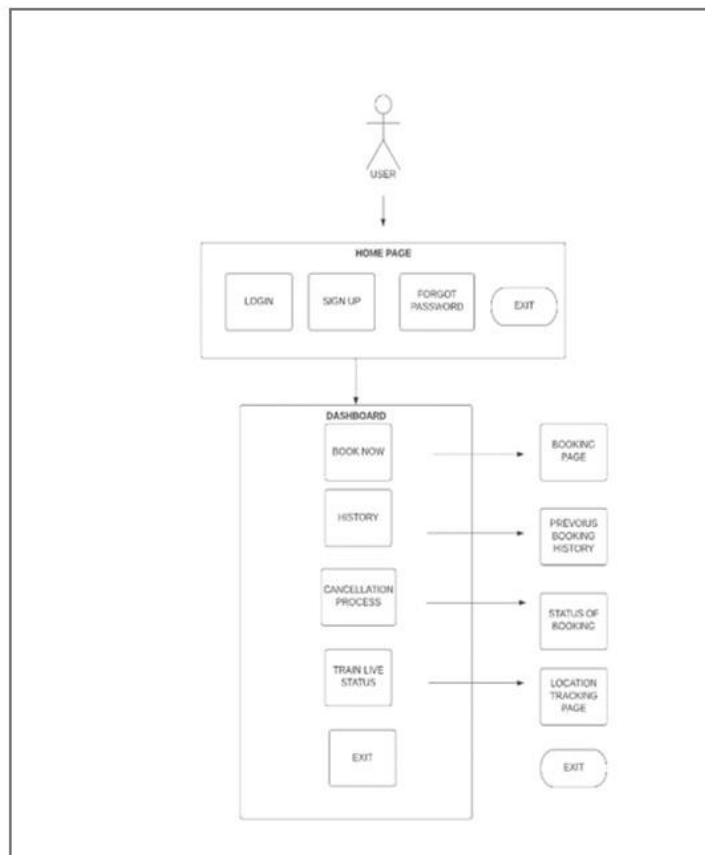 USER
HOME PAGE
LOGIN
SIGN UP
FORGOT
PASSWORD
EXIT
DASHBOARD
BOOK NOW
BOOKING
PAGE
HISTORY
PREVOIUS
BOOKING
HISTORY
CANCELLATION
PROCESS
STATUS OF
BOOKING
TRAIN LIVE
STATUS
LOCATION
TRACKING
PAGE
EXIT
EXIT